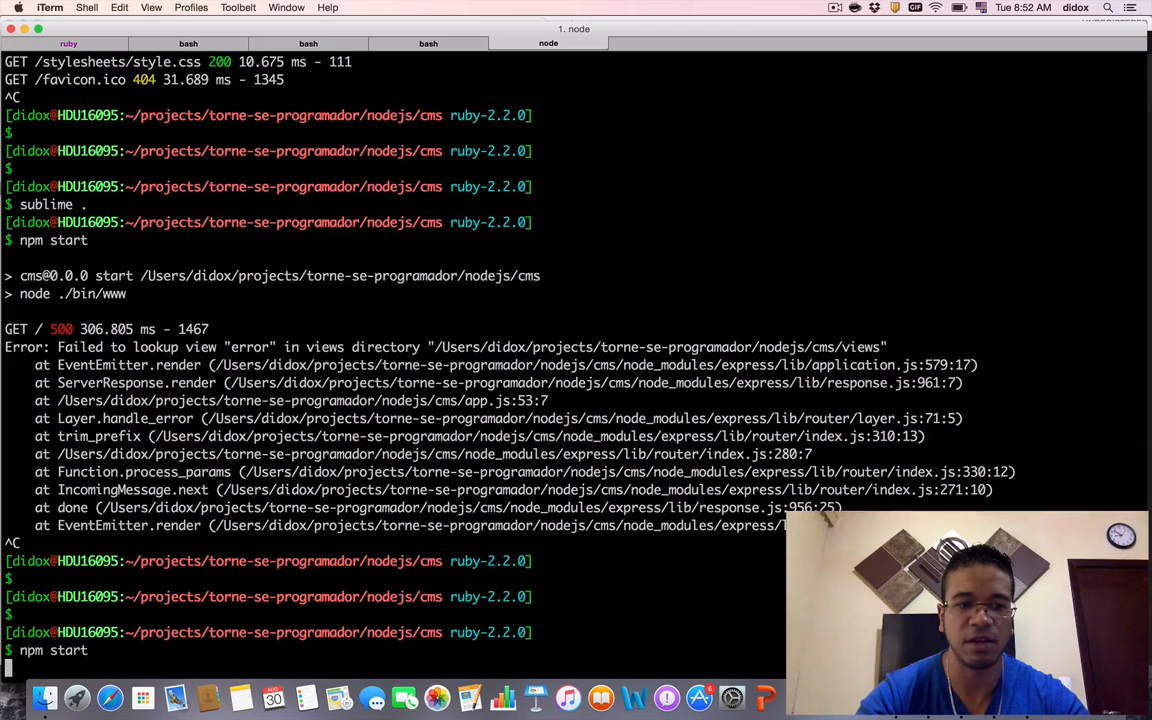 iTerm Shell Edit View Profiles Toolbelt Window Help GIF Tue 8:52 AM didox
1. node
ruby bash bash bash node
GET /stylesheets/style.css 200 10.675 ms - 111
GET /favicon.ico 404 31.689 ms - 1345
^C
[didox@HDU16095:~/projects/torne-se-programador/nodejs/cms ruby-2.2.0]
$
[didox@HDU16095:~/projects/torne-se-programador/nodejs/cms ruby-2.2.0]
$
[didox@HDU16095:~/projects/torne-se-programador/nodejs/cms ruby-2.2.0]
$ sublime .
[didox@HDU16095:~/projects/torne-se-programador/nodejs/cms ruby-2.2.0]
$ npm start
> cms@0.0.0 start /Users/didox/projects/torne-se-programador/nodejs/cms
> node ./bin/www
GET / 500 306.805 ms - 1467
Error: Failed to lookup view "error" in views directory "/Users/didox/projects/torne-se-programador/nodejs/cms/views"
at EventEmitter.render (/Users/didox/projects/torne-se-programador/nodejs/cms/node_modules/express/lib/application.js:579:17)
at ServerResponse.render (/Users/didox/projects/torne-se-programador/nodejs/cms/node_modules/express/lib/response.js:961:7)
at /Users/didox/projects/torne-se-programador/nodejs/cms/app.js:53:7
at Layer.handle_error (/Users/didox/projects/torne-se-programador/nodejs/cms/node_modules/express/lib/router/layer.js:71:5)
at trim_prefix (/Users/didox/projects/torne-se-programador/nodejs/cms/node_modules/express/lib/router/index.js:310:13)
at /Users/didox/projects/torne-se-programador/nodejs/cms/node_modules/express/lib/router/index.js:280:7
at Function.process_params (/Users/didox/projects/torne-se-programador/nodejs/cms/node_modules/express/lib/router/index.js:330:12)
at IncomingMessage.next (/Users/didox/projects/torne-se-programador/nodejs/cms/node_modules/express/lib/router/index.js:271:10)
at done (/Users/didox/projects/torne-se-programador/nodejs/cms/node_modules/express/lib/response.js:956:25)
at EventEmitter.render (/Users/didox/projects/torne-se-programador/nodejs/cms/node_modules/express/
^C
[didox@HDU16095:~/projects/torne-se-programador/nodejs/cms ruby-2.2.0]
$
[didox@HDU16095:~/projects/torne-se-programador/nodejs/cms ruby-2.2.0]
$
[didox@HDU16095:~/projects/torne-se-programador/nodejs/cms ruby-2.2.0]
$ npm start
AUG
30
6